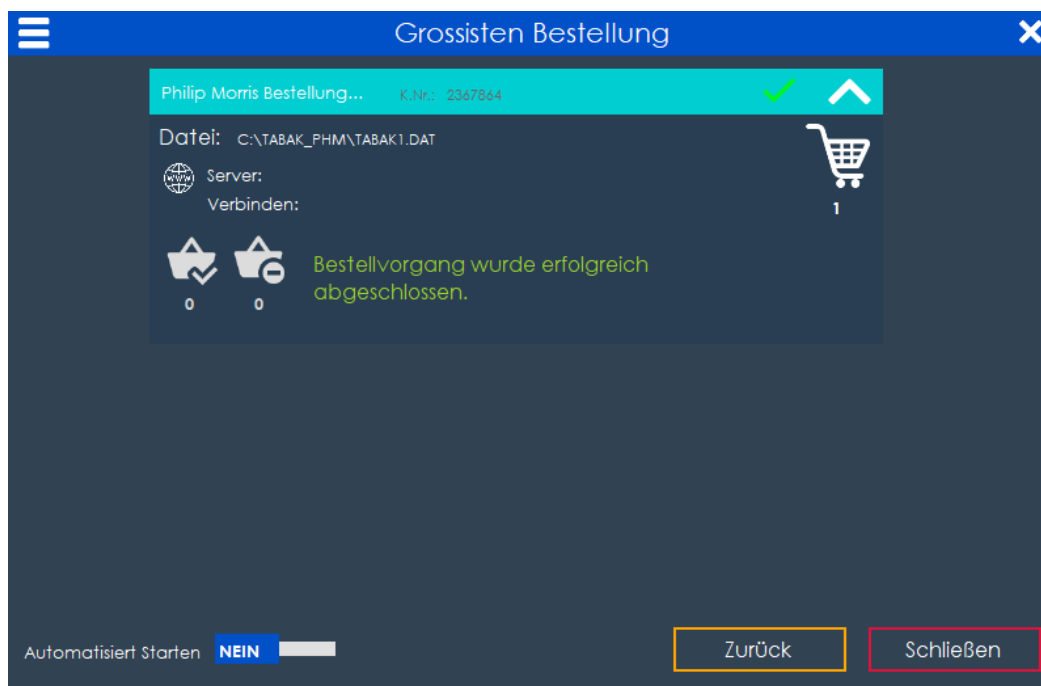 Grossisten Bestellung
Philip Morris Bestellung... K.Nr.: 2367864
Datei: C:\TABAK_PHM\TABAK1.DAT
www Server:
Verbinden:
1
Bestellvorgang wurde erfolgreich
abgeschlossen.
0 0
Automatisiert Starten NEIN Zurück Schließen